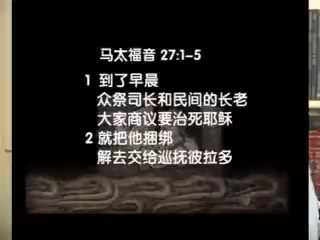 马太福音 27:1-5
1 到了早晨
众祭司长和民间的长老
大家商议要治死耶稣
2 就把他捆绑
解去交给巡抚彼拉多